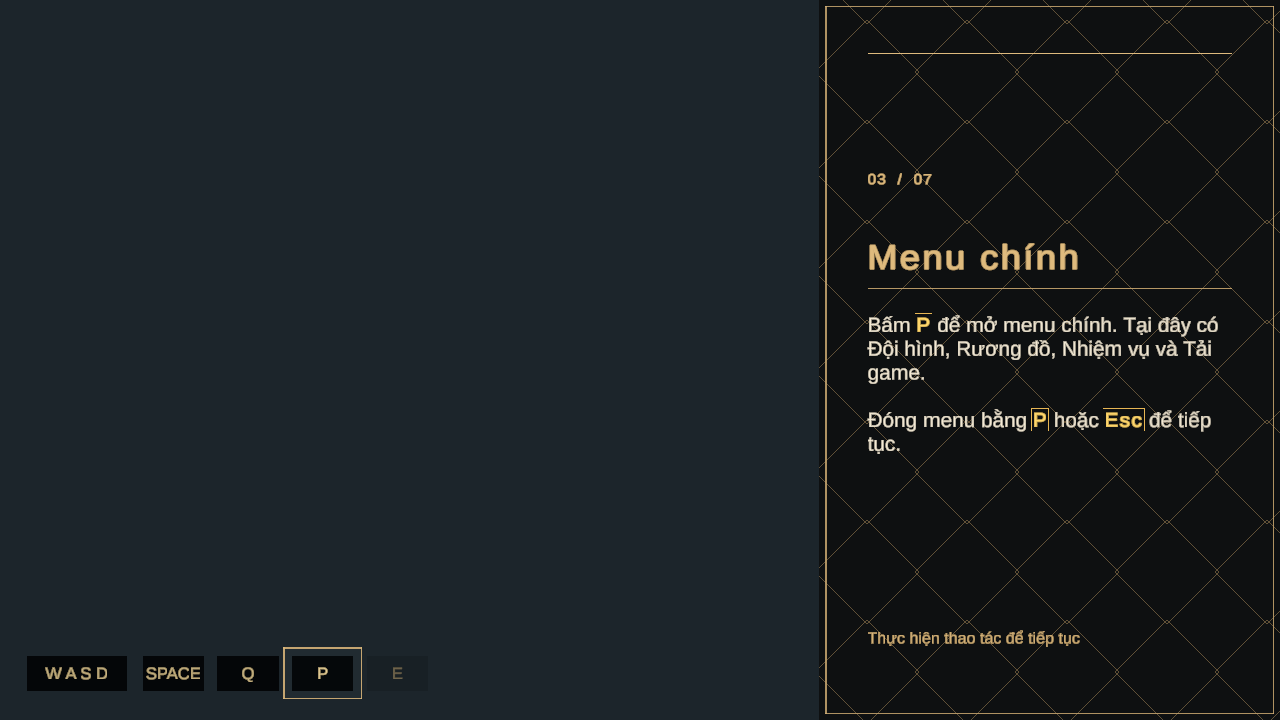 03 / 07
Menu chính
Bấm P để mở menu chính. Tại đây có
Đội hình, Rương đồ, Nhiệm vụ và Tải
game.
Đóng menu bằng P hoặc Esc để tiếp
tục.
Thực hiện thao tác để tiếp tục
WASD SPACE Q P E